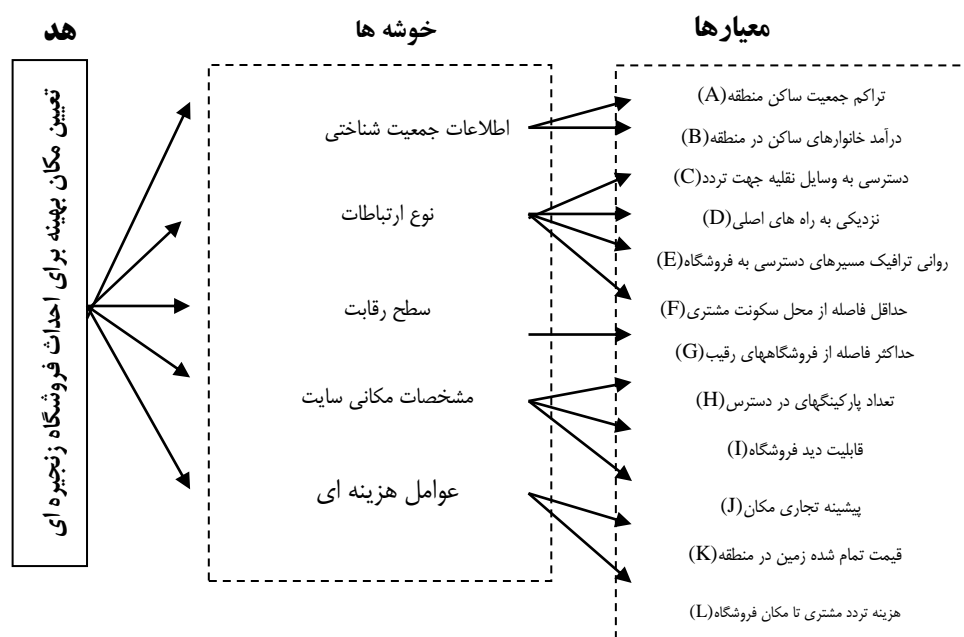 معیارها
خوشه ها
هد
تراکم جمعیت ساکن منطقه(A)
درآمد خانوارهای ساکن در منطقه(B)
دسترسی به وسایل نقلیه جهت تردد(C)
نزدیکی به راه های اصلی(D)
روانی ترافیک مسیرهای دسترسی به فروشگاه(E)
حداقل فاصله از محل سکونت مشتری(F)
حداکثر فاصله از فروشگاههای رقیب(G)
تعداد پارکینگهای در دسترس(H)
قابلیت دید فروشگاه(I)
پیشینه تجاری مکان(J)
قیمت تمام شده زمین در منطقه(K)
هزینه تردد مشتری تا مکان فروشگاه(L)
اطلاعات جمعیت شناختی
نوع ارتباطات
سطح رقابت
مشخصات مکانی سایت
عوامل هزینه ای
تعیین مکان بهینه برای احداث فروشگاه زنجیره ای